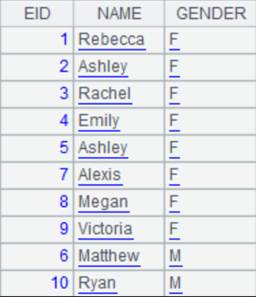 EID NAME GENDER
1 Rebecca F
2 Ashley F
3 Rachel F
4 Emily F
5 Ashley F
7 Alexis F
8 Megan F
9 Victoria F
6 Matthew M
10 Ryan M